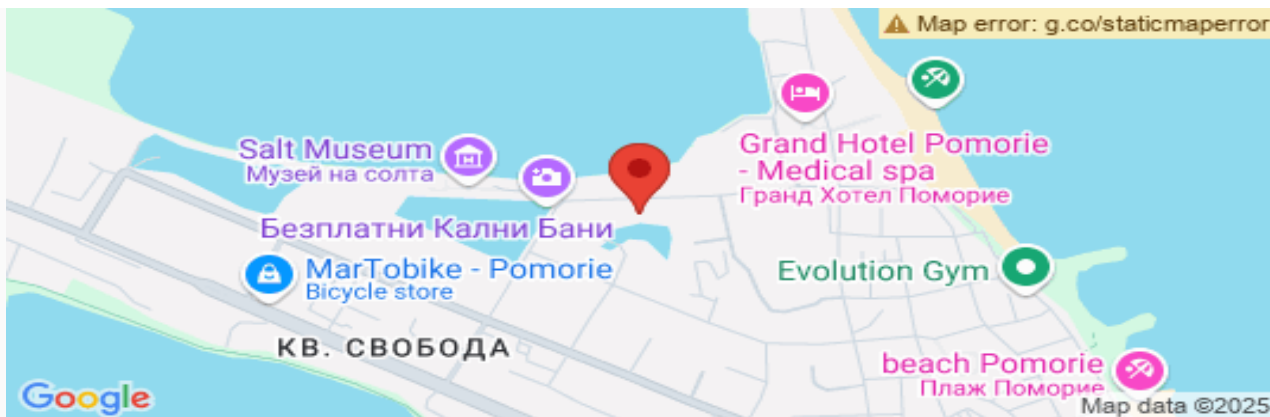 Map error: g.co/staticmaperror
Salt Museum
Музей на солта
Grand Hotel Pomorie
- Medical spa
Гранд Хотел Поморие
Безплатни Кални Бани
MarTobike - Pomorie
Bicycle store
Evolution Gym
КВ. СВОБОДА
beach Pomorie
Плаж Поморие
Google
Map data ©2025